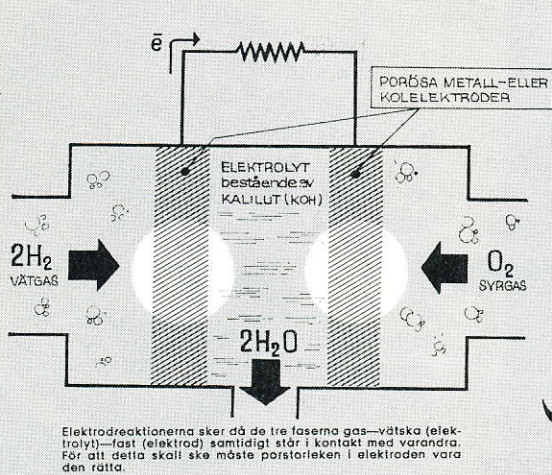 ē
PORÖSA METALL-ELLER
KOLELEKTRODER
ELEKTROLYT
bestående av
KALILUT (KOH)
2H₂
VÄTGAS
O₂
SYRGAS
2H₂O
Elektrodreaktionerna sker då de tre faserna gas—vätska (elek-
trolyt)—fast (elektrod) samtidigt står i kontakt med varandra.
För att detta skall ske måste porstorleken i elektroden vara
den rätta.